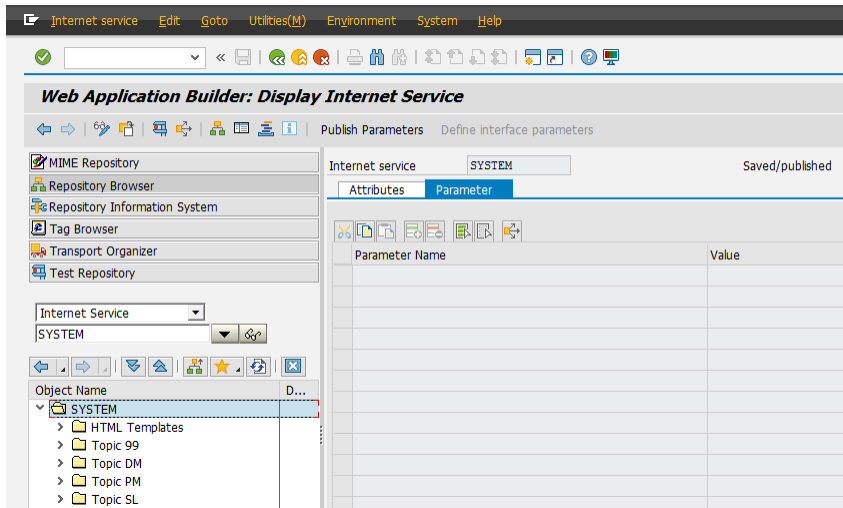 Internet service Edit Goto Utilities(M) Environment System Help
Web Application Builder: Display Internet Service
Publish Parameters Define interface parameters
MIME Repository
Repository Browser
Repository Information System
Tag Browser
Transport Organizer
Test Repository
Internet Service
SYSTEM
Object Name D...
SYSTEM
HTML Templates
Topic 99
Topic DM
Topic PM
Topic SL
Internet service SYSTEM Saved/published
Attributes Parameter
Parameter Name Value